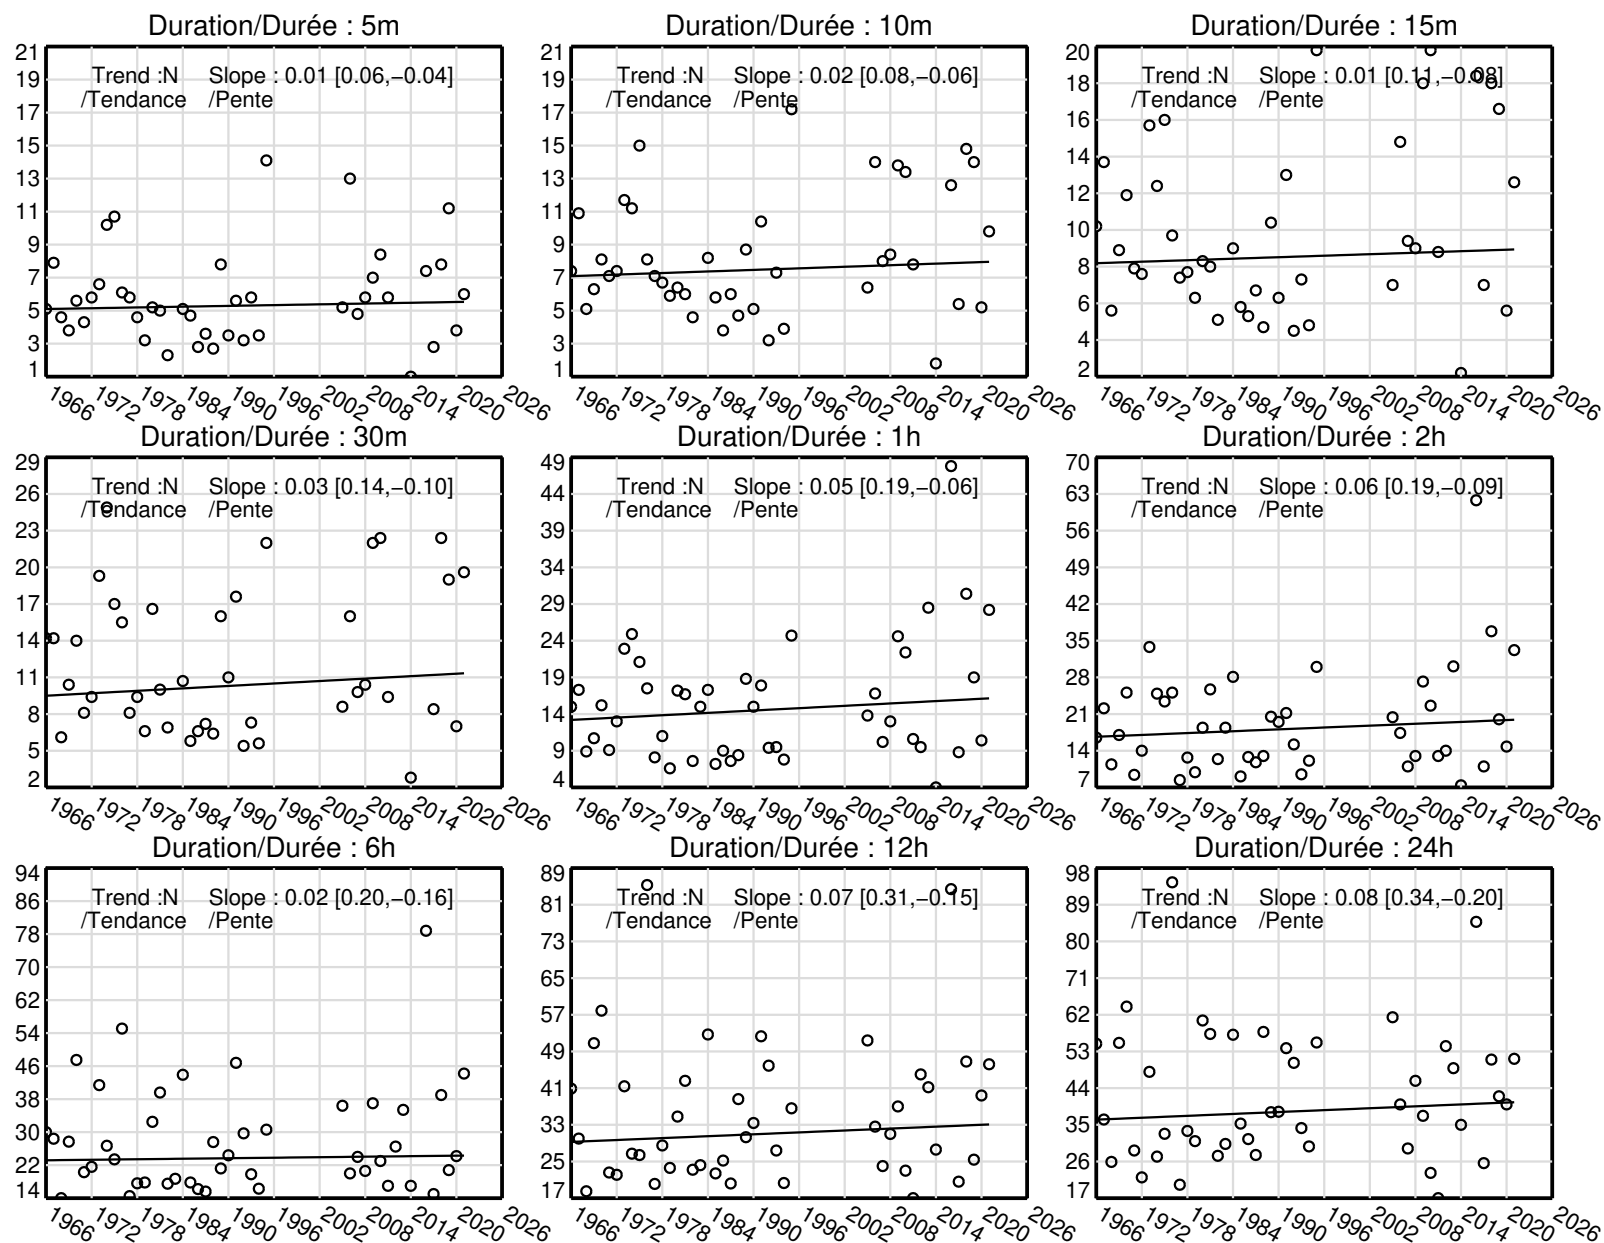 Duration/Durée : 5m
21
19
17
15
13
11
9
7
5
3
1
Trend :N Slope : 0.01 [0.06,−0.04]
/Tendance /Pente
1966 1972 1978 1984 1990 1996 2002 2008 2014 2020 2026
Duration/Durée : 10m
21
19
17
15
13
11
9
7
5
3
1
Trend :N Slope : 0.02 [0.08,−0.06]
/Tendance /Pente
1966 1972 1978 1984 1990 1996 2002 2008 2014 2020 2026
Duration/Durée : 15m
20
18
16
14
12
10
8
6
4
2
Trend :N Slope : 0.01 [0.11,−0.08]
/Tendance /Pente
1966 1972 1978 1984 1990 1996 2002 2008 2014 2020 2026
Duration/Durée : 30m
29
26
23
20
17
14
11
8
5
2
Trend :N Slope : 0.03 [0.14,−0.10]
/Tendance /Pente
1966 1972 1978 1984 1990 1996 2002 2008 2014 2020 2026
Duration/Durée : 1h
49
44
39
34
29
24
19
14
9
4
Trend :N Slope : 0.05 [0.19,−0.06]
/Tendance /Pente
1966 1972 1978 1984 1990 1996 2002 2008 2014 2020 2026
Duration/Durée : 2h
70
63
56
49
42
35
28
21
14
7
Trend :N Slope : 0.06 [0.19,−0.09]
/Tendance /Pente
1966 1972 1978 1984 1990 1996 2002 2008 2014 2020 2026
Duration/Durée : 6h
94
86
78
70
62
54
46
38
30
22
14
Trend :N Slope : 0.02 [0.20,−0.16]
/Tendance /Pente
1966 1972 1978 1984 1990 1996 2002 2008 2014 2020 2026
Duration/Durée : 12h
89
81
73
65
57
49
41
33
25
17
Trend :N Slope : 0.07 [0.31,−0.15]
/Tendance /Pente
1966 1972 1978 1984 1990 1996 2002 2008 2014 2020 2026
Duration/Durée : 24h
98
89
80
71
62
53
44
35
26
17
Trend :N Slope : 0.08 [0.34,−0.20]
/Tendance /Pente
1966 1972 1978 1984 1990 1996 2002 2008 2014 2020 2026